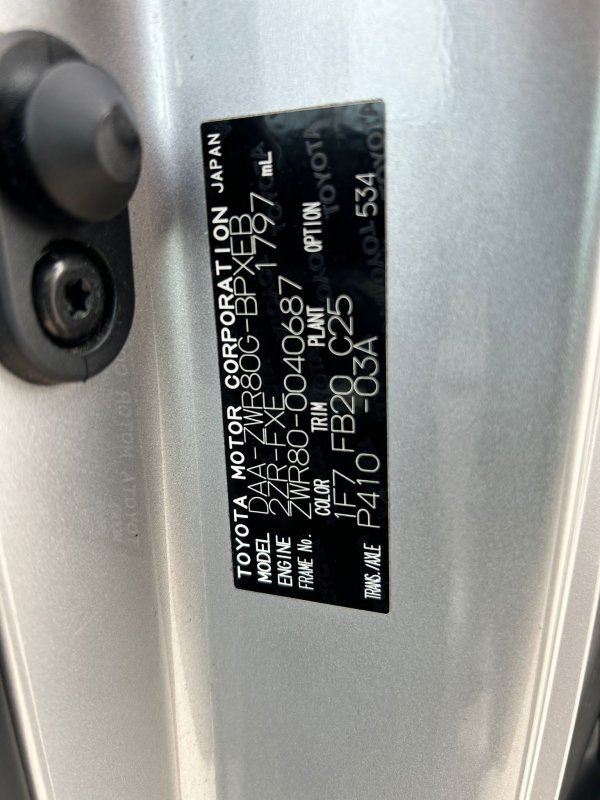 TOYOTA MOTOR CORPORATION JAPAN
MODEL DAA-ZWR80G-BPXEB
ENGINE 2ZR-FXE 1797 mL
FRAME No. ZWR80-0040687
COLOR TRIM PLANT OPTION
1F7 FB20 C25 534
TRANS./AXLE P410 -03A